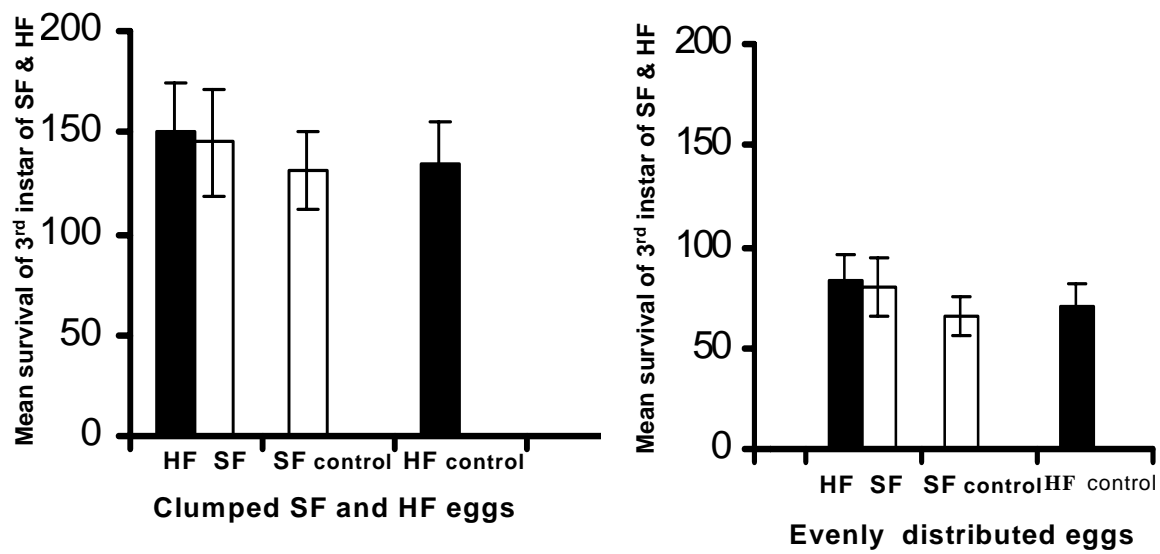 Mean survival of 3rd instar of SF & HF
200
150
100
50
0
HF SF SF control HF control
Clumped SF and HF eggs
Mean survival of 3rd instar of SF & HF
200
150
100
50
0
HF SF SF control HF control
Evenly distributed eggs